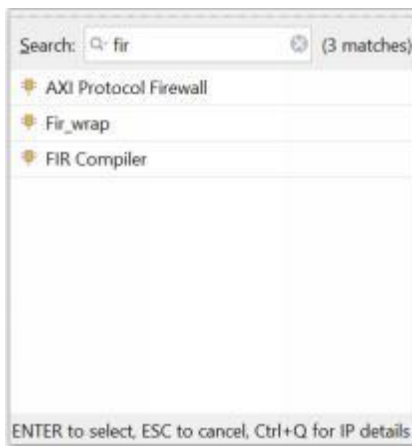 Search: fir (3 matches)
AXI Protocol Firewall
Fir_wrap
FIR Compiler
ENTER to select, ESC to cancel, Ctrl+Q for IP details